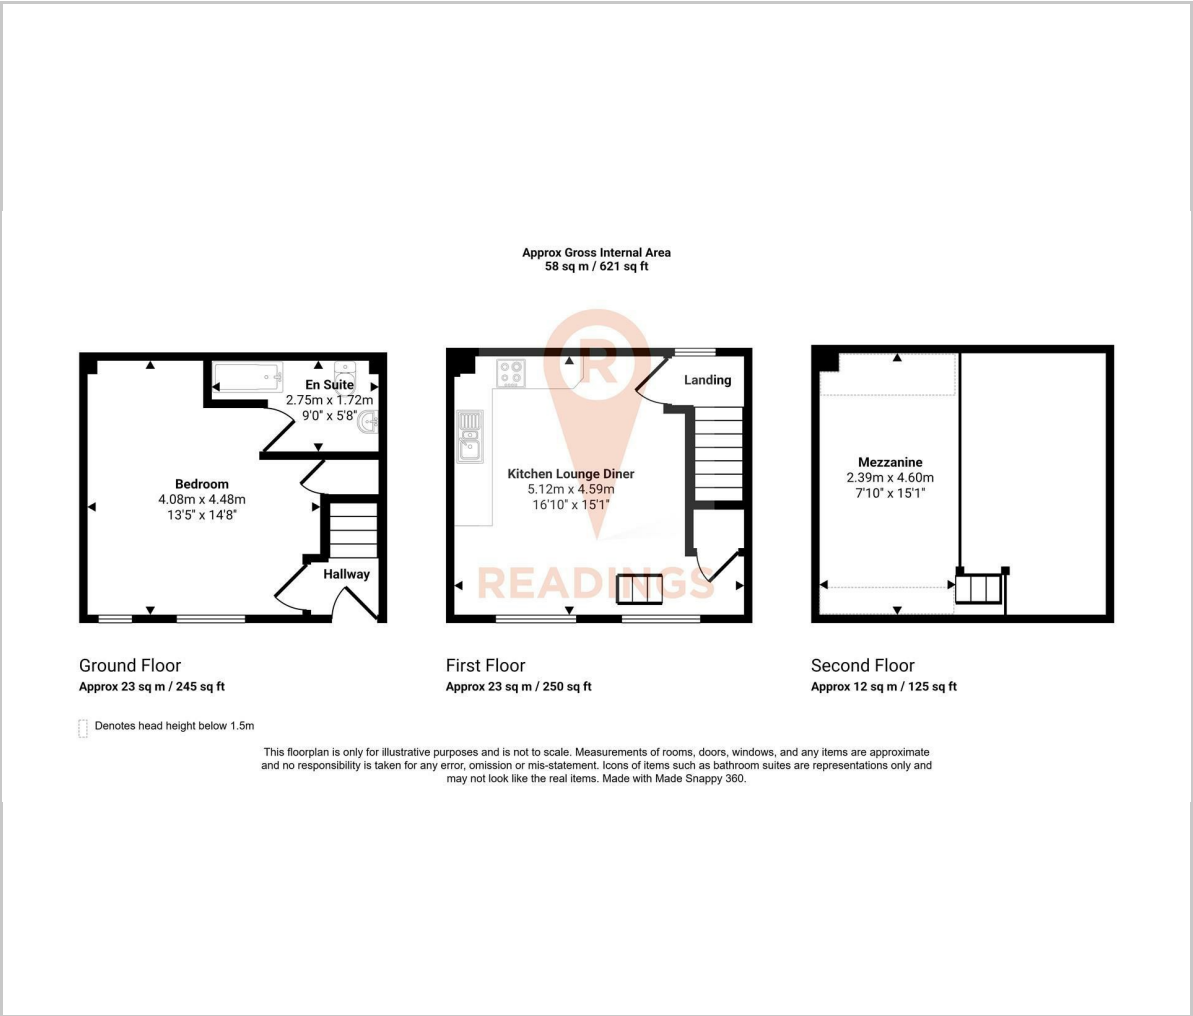 Approx Gross Internal Area
58 sq m / 621 sq ft
R
En Suite
2.75m x 1.72m
9'0" x 5'8"
Bedroom
4.08m x 4.48m
13'5" x 14'8"
Hallway
Landing
Kitchen Lounge Diner
5.12m x 4.59m
16'10" x 15'1"
READINGS
Mezzanine
2.39m x 4.60m
7'10" x 15'1"
Ground Floor
Approx 23 sq m / 245 sq ft
First Floor
Approx 23 sq m / 250 sq ft
Second Floor
Approx 12 sq m / 125 sq ft
Denotes head height below 1.5m
This floorplan is only for illustrative purposes and is not to scale. Measurements of rooms, doors, windows, and any items are approximate
and no responsibility is taken for any error, omission or mis-statement. Icons of items such as bathroom suites are representations only and
may not look like the real items. Made with Made Snappy 360.